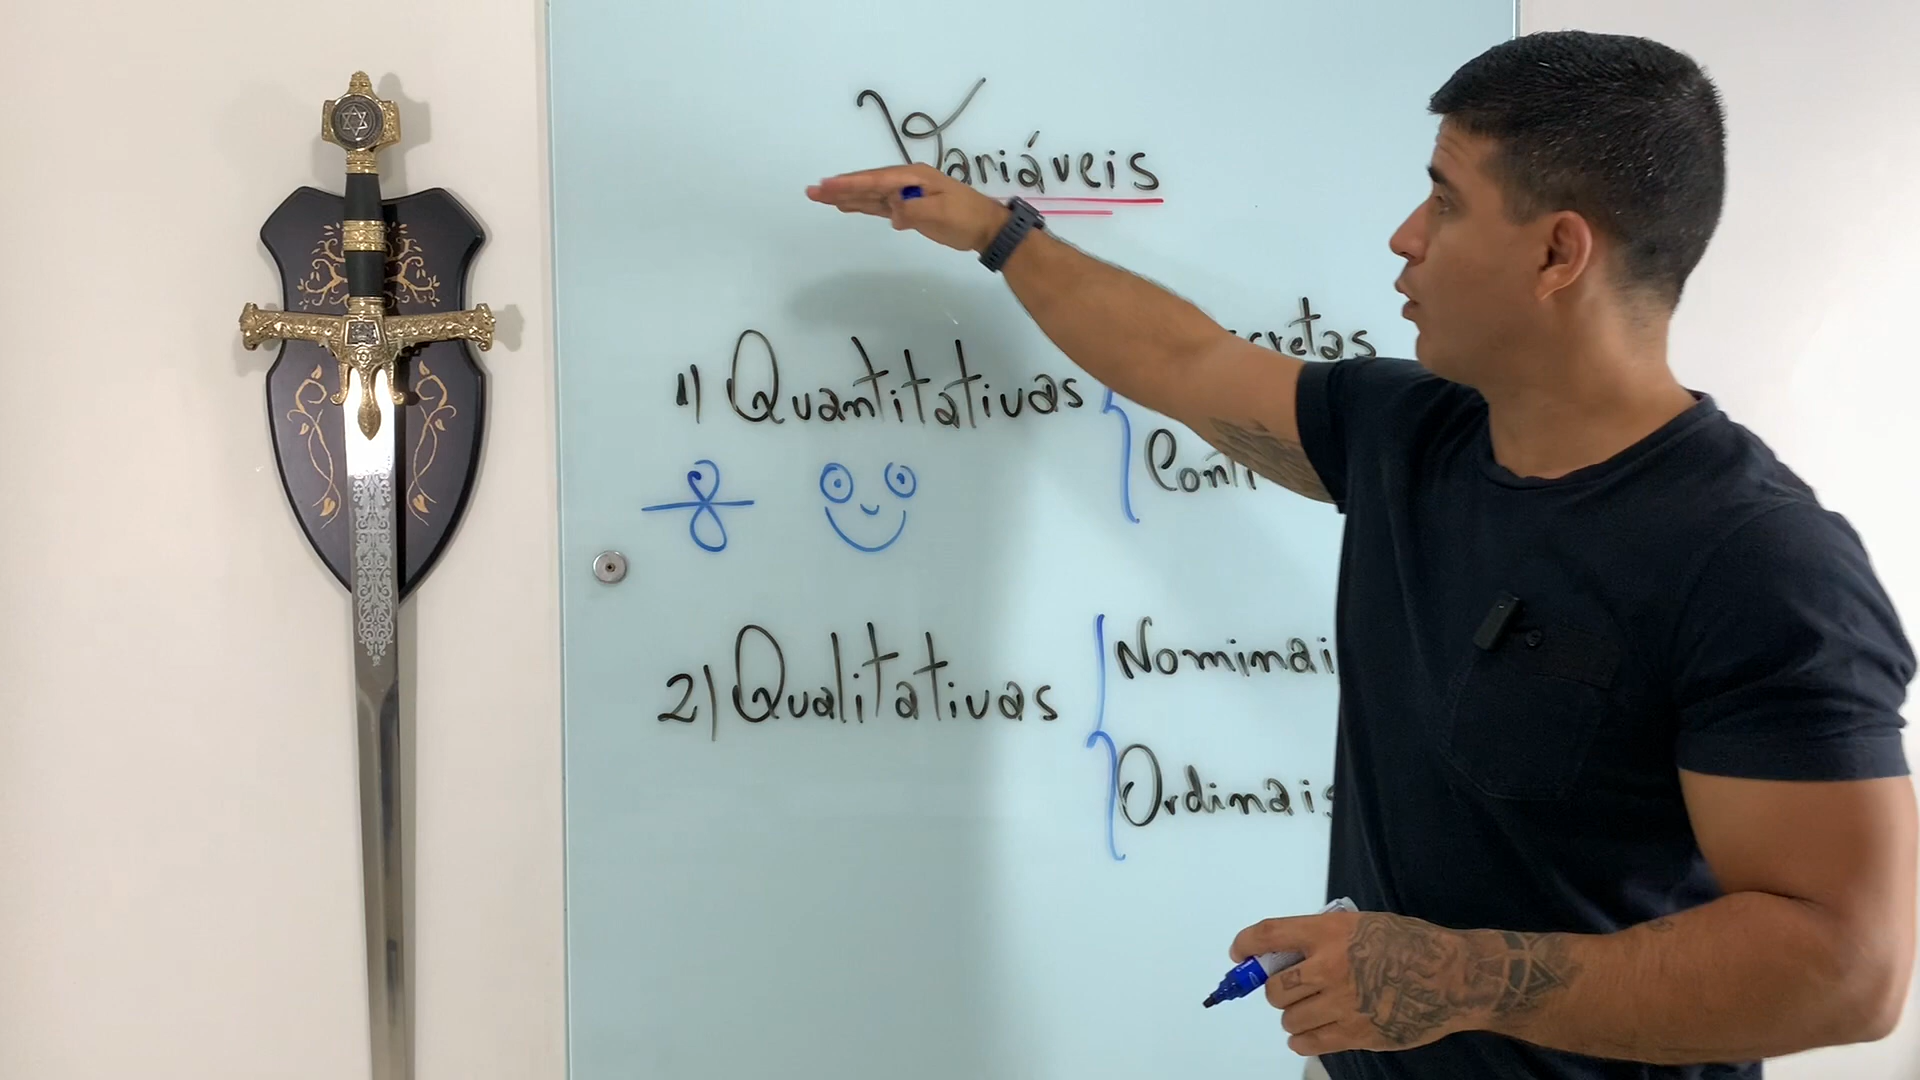 Variáveis
1) Quantitativas
2) Qualitativas
Nominai
Ordinais